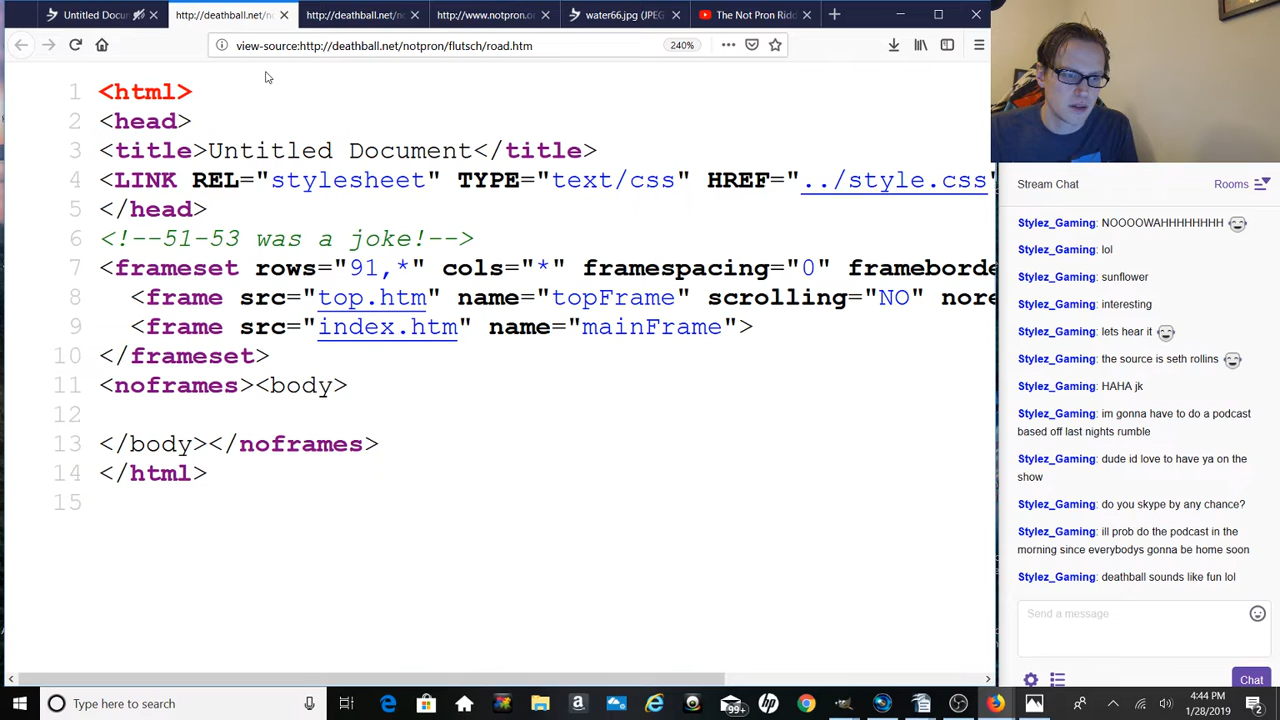 Untitled Docun
http://deathball.net/n
http://deathball.net/no
http://www.notpron.o
water66.jpg (JPEG
The Not Pron Ridd
view-source:http://deathball.net/notpron/flutsch/road.htm
240%
1 <html>
2 <head>
3 <title>Untitled Document</title>
4 <LINK REL="stylesheet" TYPE="text/css" HREF="../style.css"
5 </head>
6 <!--51-53 was a joke!-->
7 <frameset rows="91,*" cols="*" framespacing="0" frameborde
8 <frame src="top.htm" name="topFrame" scrolling="NO" nore
9 <frame src="index.htm" name="mainFrame">
10 </frameset>
11 <noframes><body>
12
13 </body></noframes>
14 </html>
15
Stream Chat
Rooms
Stylez_Gaming: NOOOOWAHHHHHHHH
Stylez_Gaming: lol
Stylez_Gaming: sunflower
Stylez_Gaming: interesting
Stylez_Gaming: lets hear it
Stylez_Gaming: the source is seth rollins
Stylez_Gaming: HAHA jk
Stylez_Gaming: im gonna have to do a podcast
based off last nights rumble
Stylez_Gaming: dude id love to have ya on the
show
Stylez_Gaming: do you skype by any chance?
Stylez_Gaming: ill prob do the podcast in the
morning since everybodys gonna be home soon
Stylez_Gaming: deathball sounds like fun lol
Send a message
Chat
Type here to search
99+
4:44 PM
1/28/2019
2